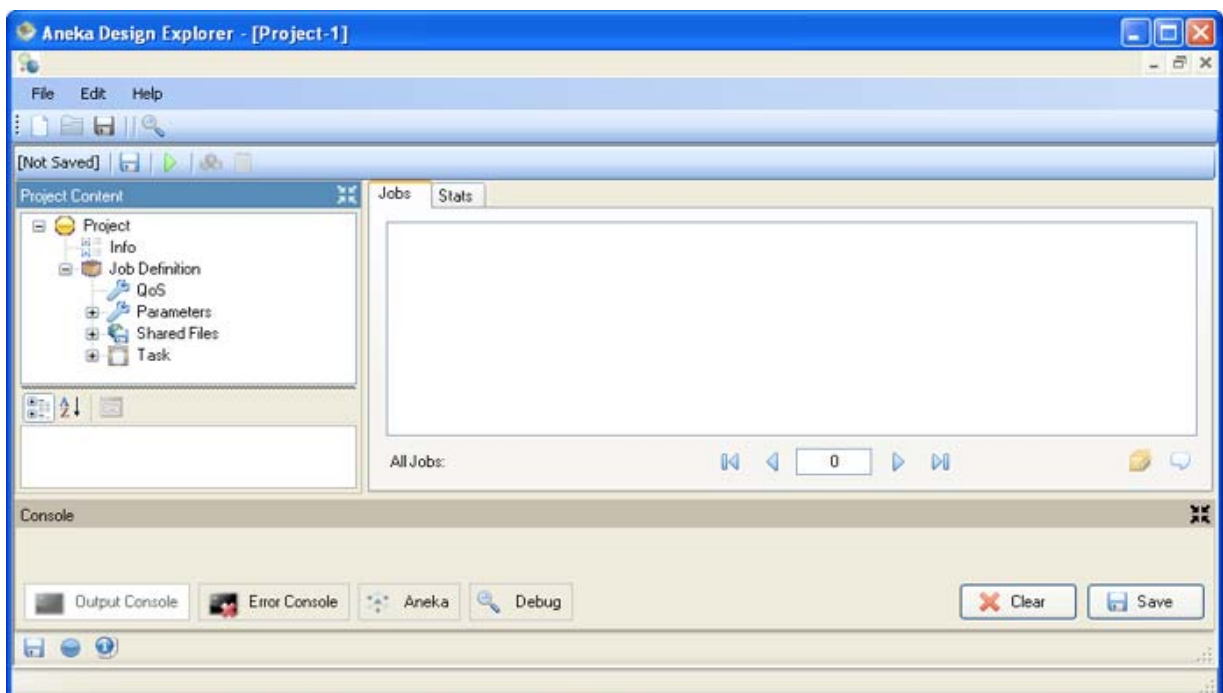 Aneka Design Explorer - [Project-1]
File Edit Help
[Not Saved]
Project Content
Project
Info
Job Definition
QoS
Parameters
Shared Files
Task
Jobs Stats
All Jobs: 0
Console
Output Console Error Console Aneka Debug Clear Save